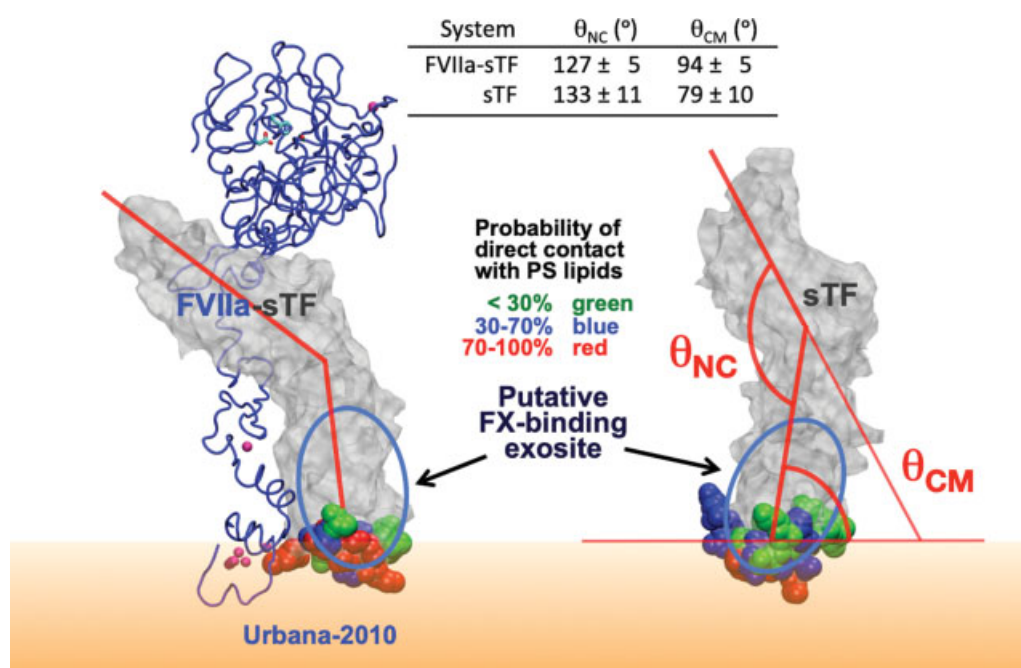 System θNC (°) θCM (°)
FVIIa-sTF 127 ± 5 94 ± 5
sTF 133 ± 11 79 ± 10
Probability of
direct contact
with PS lipids
< 30% green
30-70% blue
70-100% red
FVIIa-sTF
sTF
θNC
Putative
FX-binding
exosite
θCM
Urbana-2010